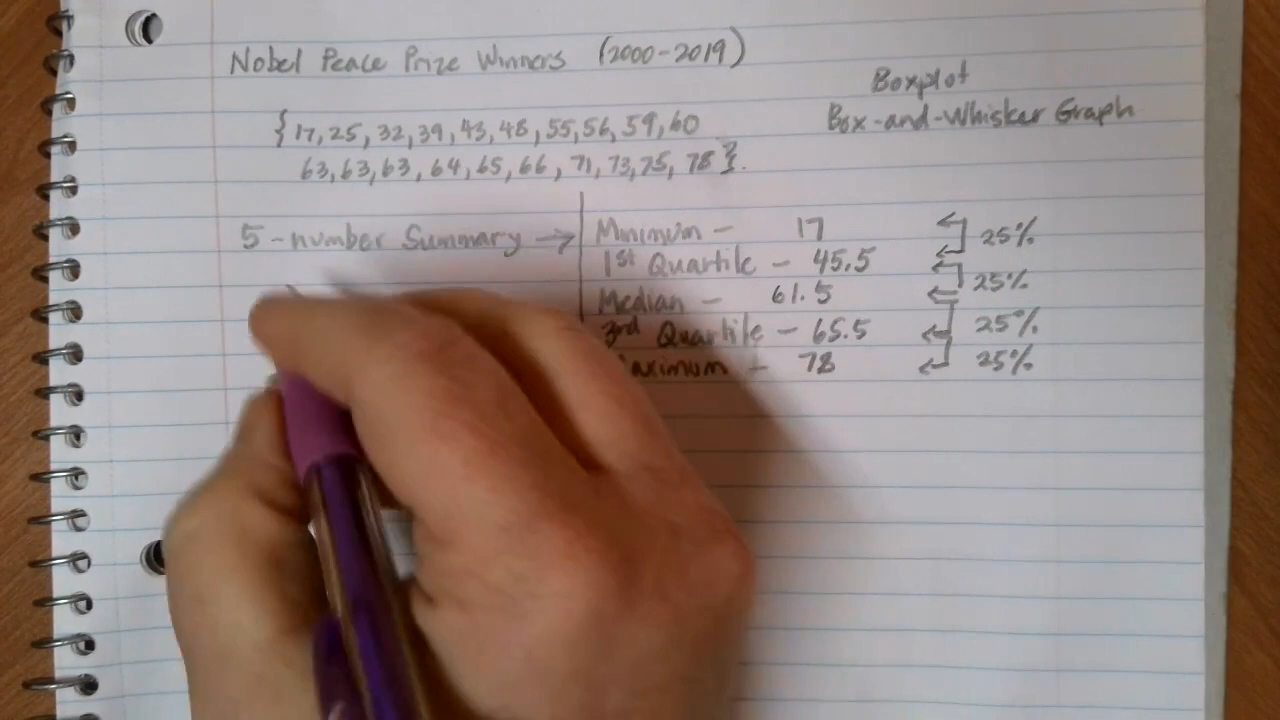 Nobel Peace Prize Winners (2000-2019)
Boxplot
Box-and-Whisker Graph
{17, 25, 32, 39, 43, 48, 55, 56, 59, 60
63, 63, 63, 64, 65, 66, 71, 73, 75, 78}.
5-number Summary →
Minimum - 17
1st Quartile - 45.5
Median - 61.5
3rd Quartile - 65.5
Maximum - 78
25%
25%
25%
25%